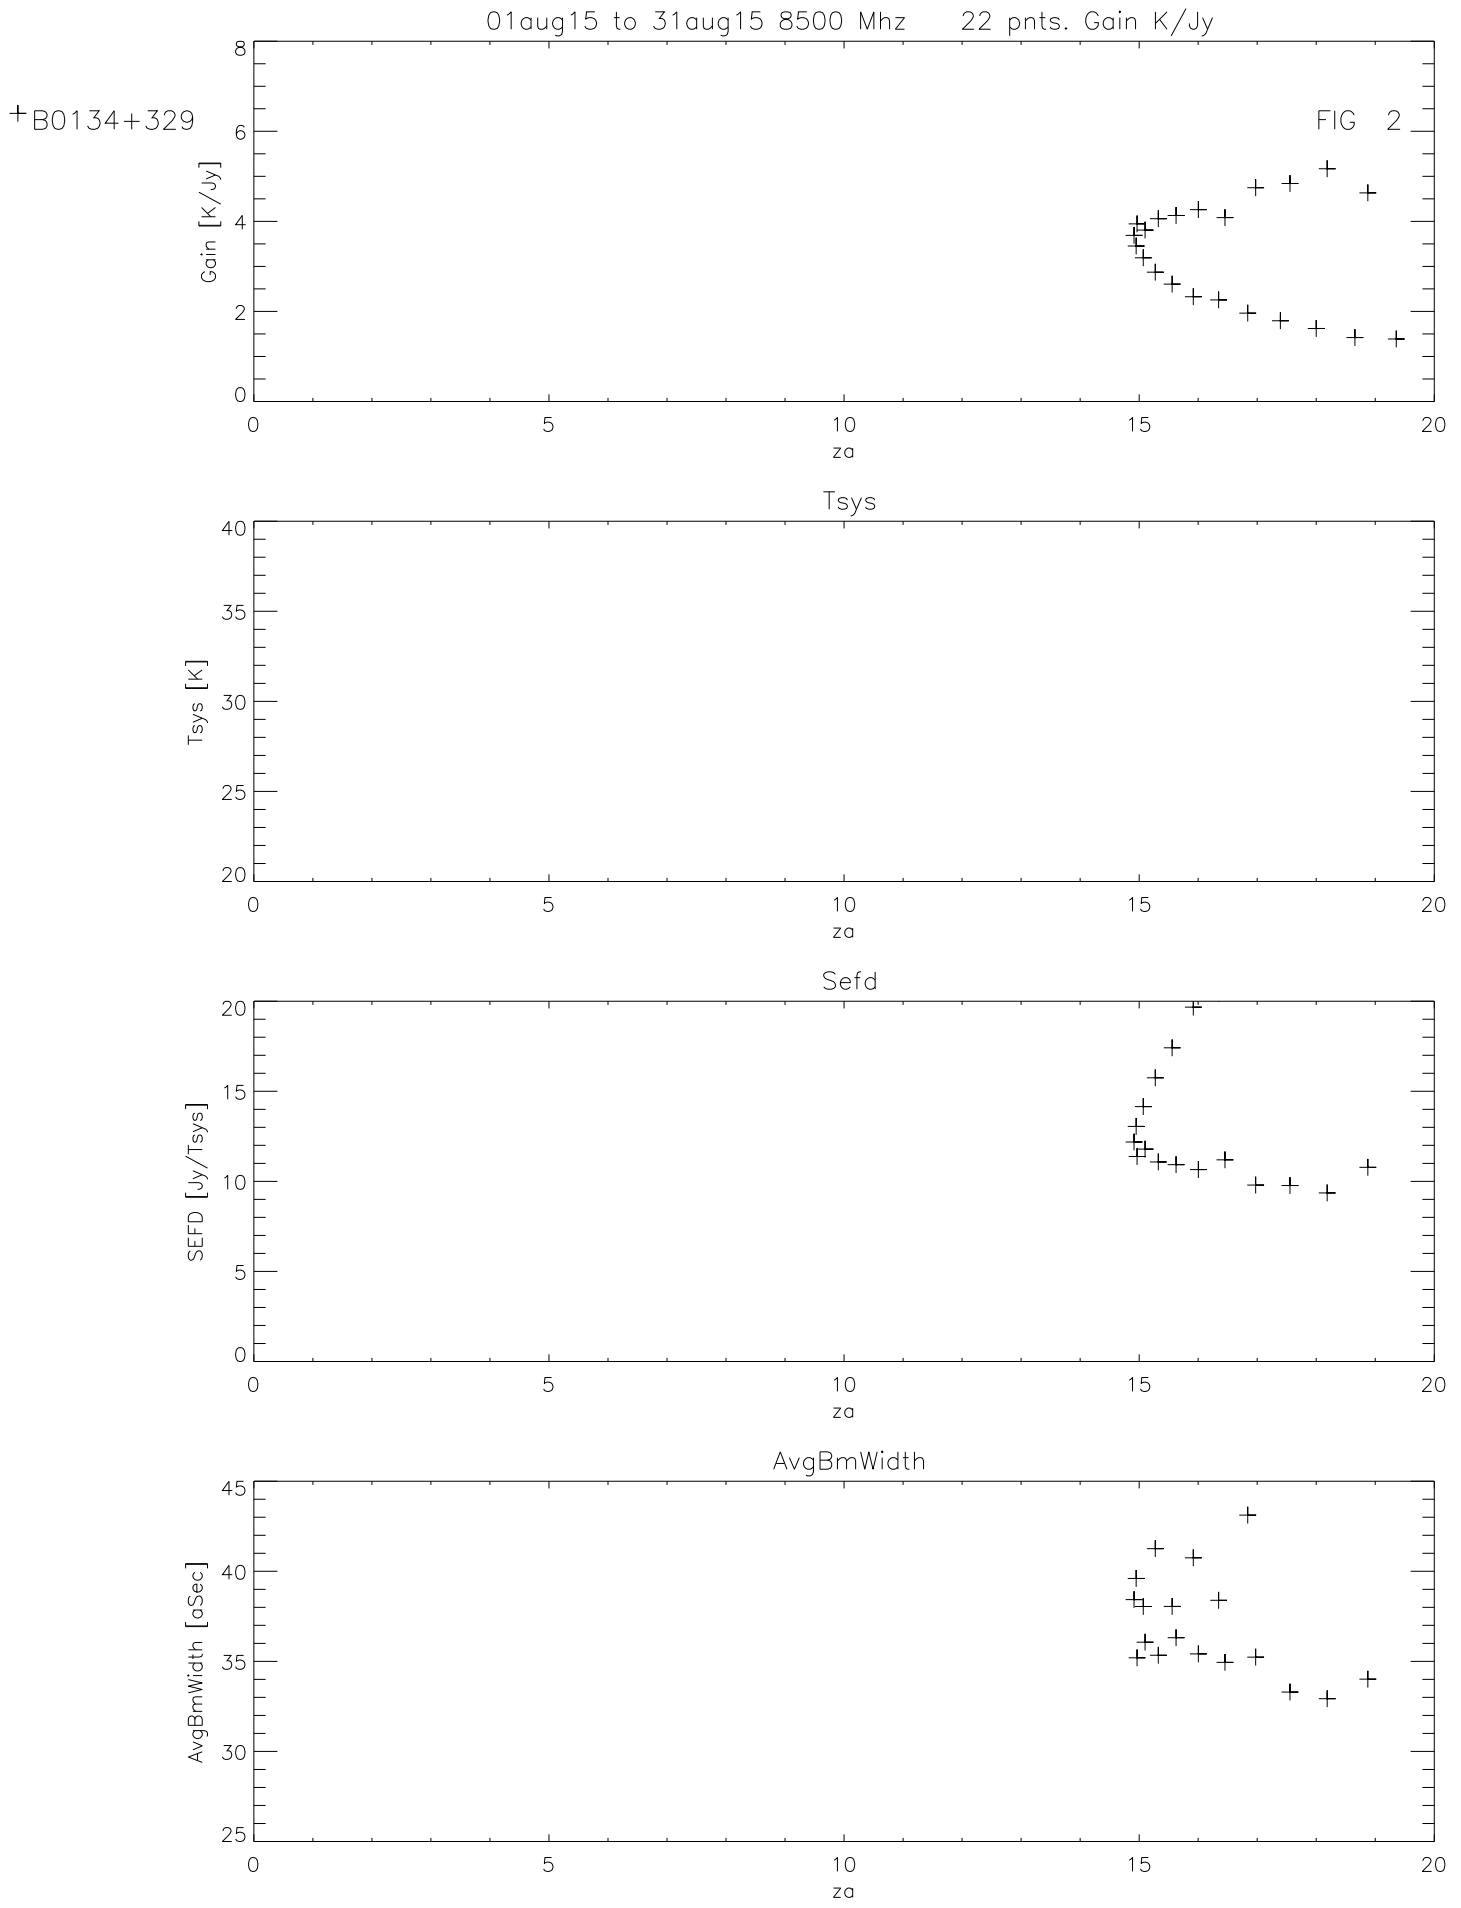 01aug15 to 31aug15 8500 Mhz 22 pnts. Gain K/Jy
+B0134+329
FIG 2
Gain [K/Jy]
8
6
4
2
0
0 5 10 15 20
za
Tsys
Tsys [K]
40
35
30
25
20
0 5 10 15 20
za
Sefd
SEFD [Jy/Tsys]
20
15
10
5
0
0 5 10 15 20
za
AvgBmWidth
AvgBmWidth [aSec]
45
40
35
30
25
0 5 10 15 20
za